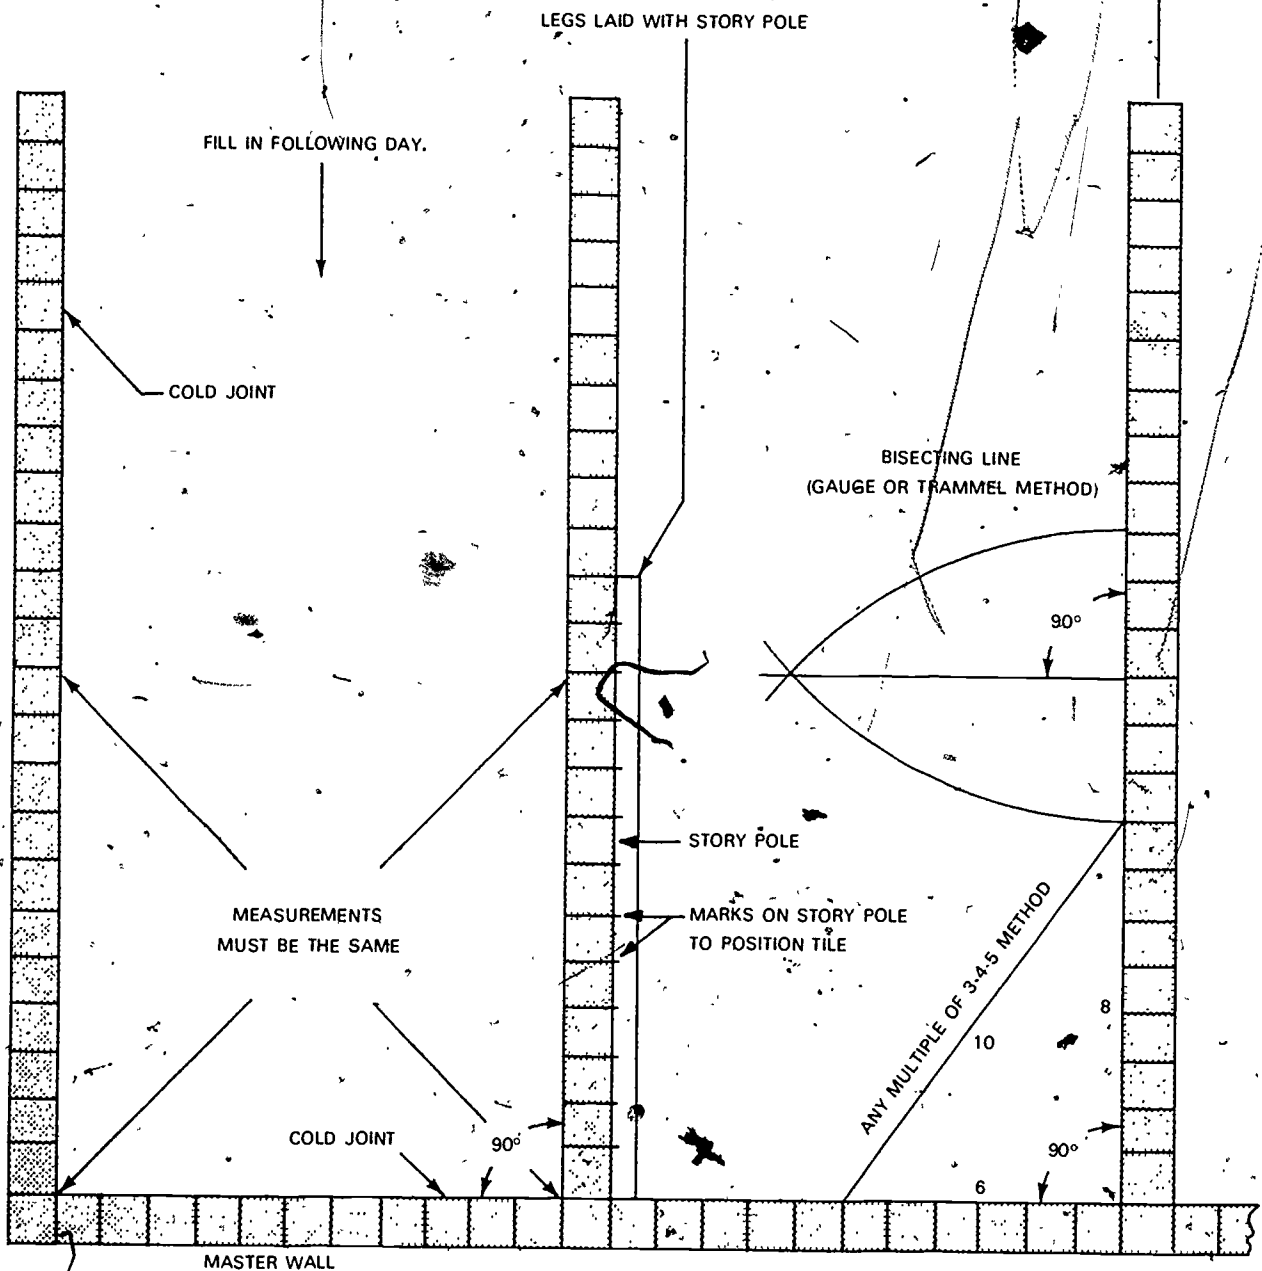 LEGS LAID WITH STORY POLE
FILL IN FOLLOWING DAY.
COLD JOINT
BISECTING LINE
(GAUGE OR TRAMMEL METHOD)
90°
STORY POLE
MEASUREMENTS
MUST BE THE SAME
MARKS ON STORY POLE
TO POSITION TILE
ANY MULTIPLE OF 3-4-5 METHOD
8
10
COLD JOINT
90°
90°
6
MASTER WALL